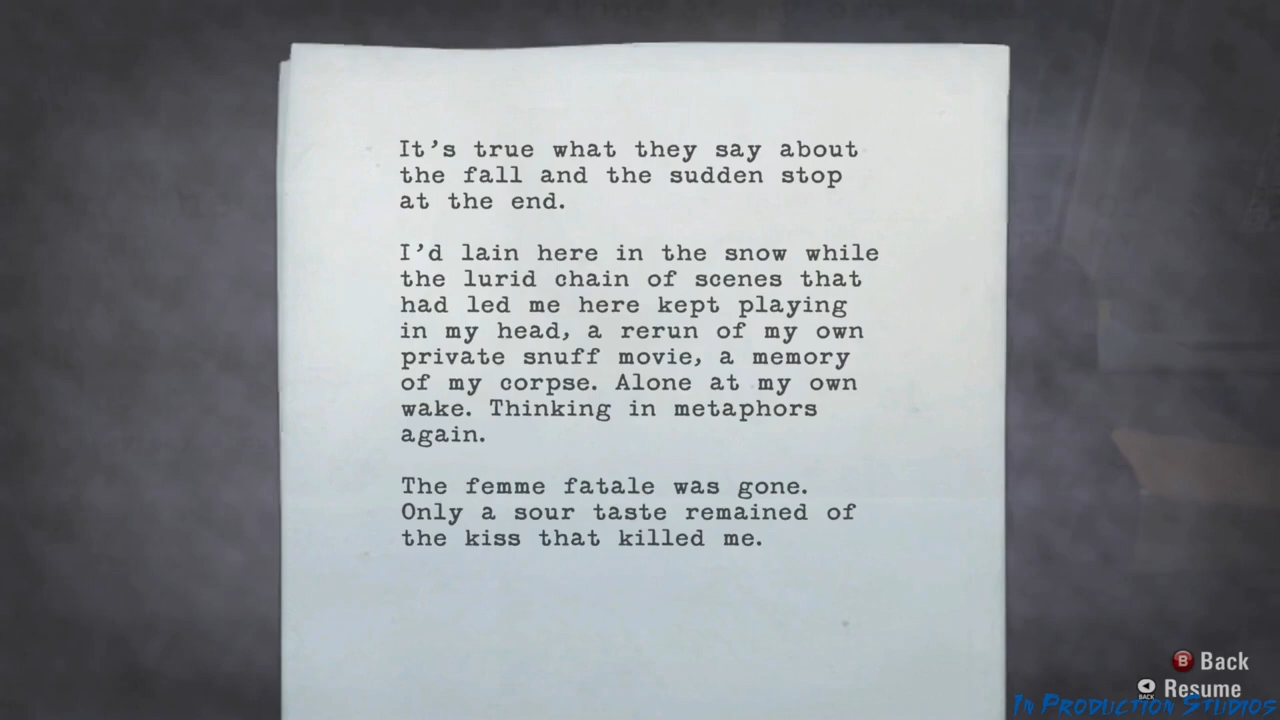 It’s true what they say about
the fall and the sudden stop
at the end.
I’d lain here in the snow while
the lurid chain of scenes that
had led me here kept playing
in my head, a rerun of my own
private snuff movie, a memory
of my corpse. Alone at my own
wake. Thinking in metaphors
again.
The femme fatale was gone.
Only a sour taste remained of
the kiss that killed me.
B Back
BACK Resume
In Production Studios